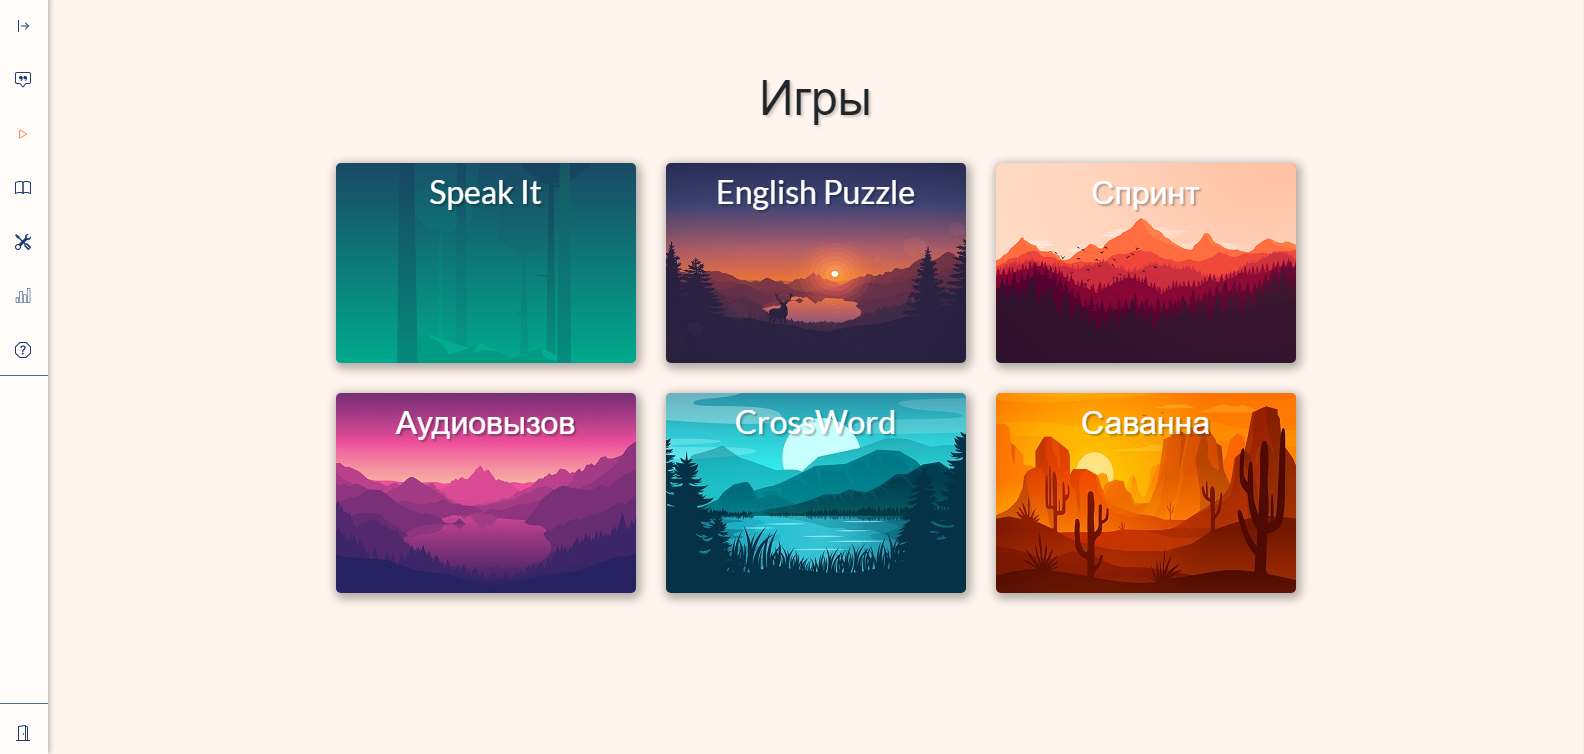 Игры
Speak It
English Puzzle
Спринт
Аудиовызов
CrossWord
Саванна